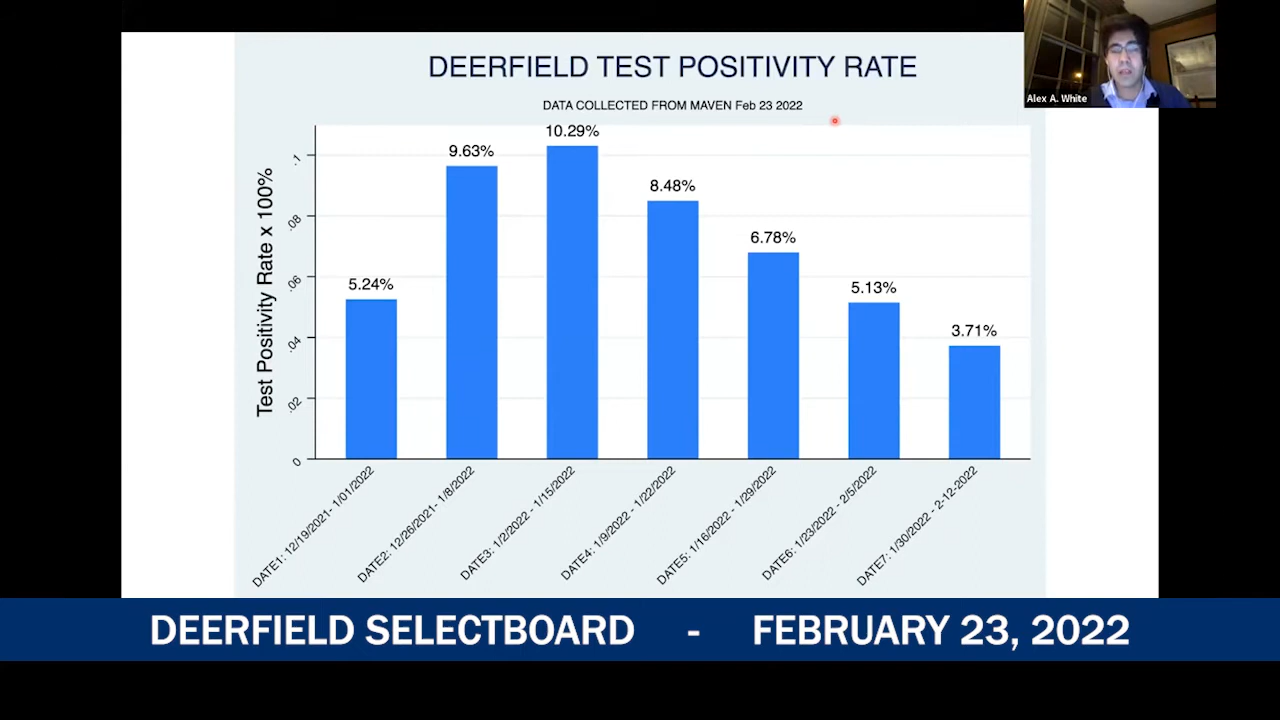 DEERFIELD TEST POSITIVITY RATE
DATA COLLECTED FROM MAVEN Feb 23 2022
Alex A. White
Test Positivity Rate x 100%
.1
.08
.06
.04
.02
0
5.24%
9.63%
10.29%
8.48%
6.78%
5.13%
3.71%
DATE1: 12/19/2021- 1/01/2022
DATE2: 12/26/2021- 1/8/2022
DATE3: 1/2/2022 - 1/15/2022
DATE4: 1/9/2022 - 1/22/2022
DATE5: 1/16/2022 - 1/29/2022
DATE6: 1/23/2022 - 2/5/2022
DATE7: 1/30/2022 - 2-12-2022
DEERFIELD SELECTBOARD - FEBRUARY 23, 2022